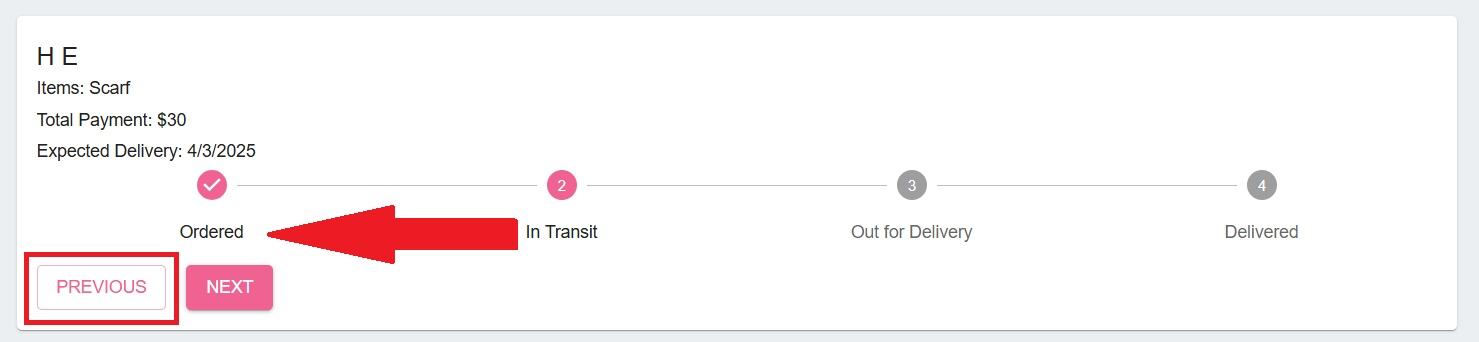 H E
Items: Scarf
Total Payment: $30
Expected Delivery: 4/3/2025
2 3 4
Ordered In Transit Out for Delivery Delivered
PREVIOUS NEXT